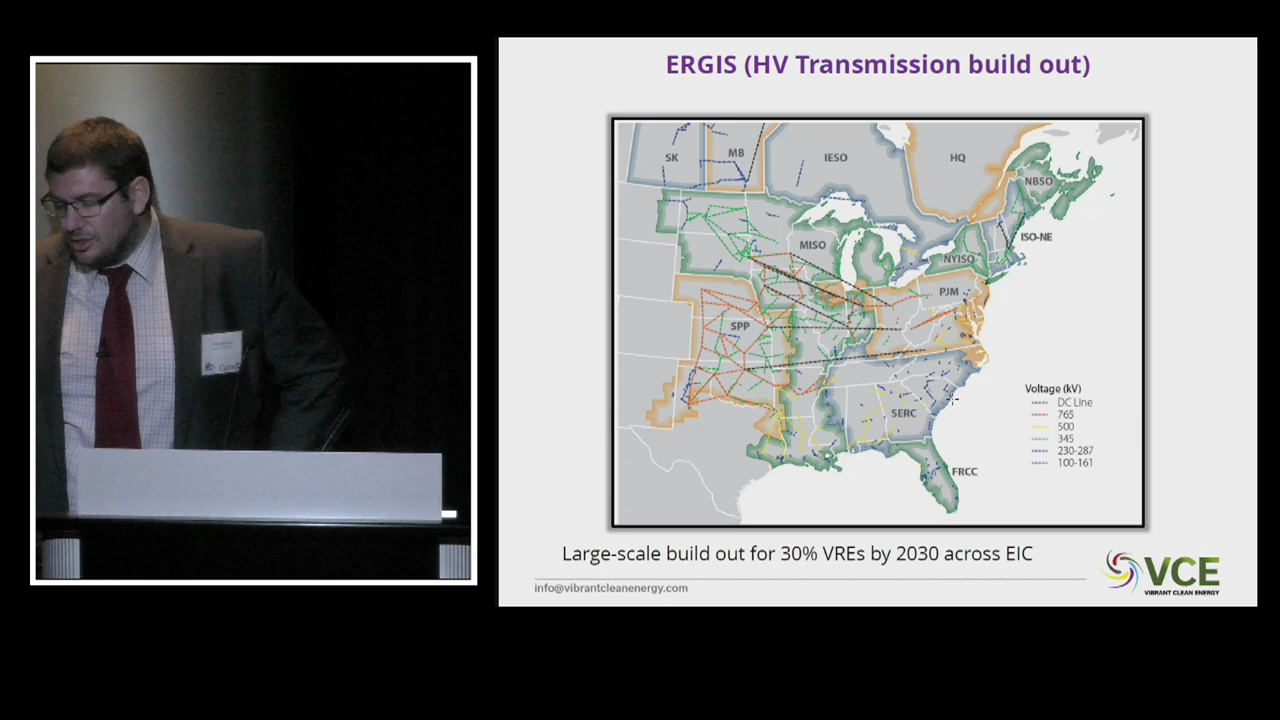 ERGIS (HV Transmission build out)
SK
MB
IESO
HQ
NBSO
ISO-NE
MISO
NYISO
PJM
SPP
SERC
FRCC
Voltage (kV)
DC Line
765
500
345
230-287
100-161
Large-scale build out for 30% VREs by 2030 across EIC
info@vibrantcleanenergy.com
VCE
VIBRANT CLEAN ENERGY